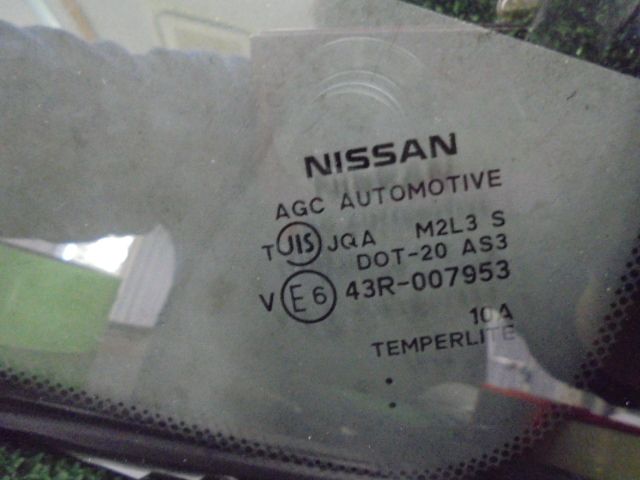 NISSAN
AGC AUTOMOTIVE
T JIS JQA M2L3 S
DOT-20 AS3
V E6 43R-007953
10A
TEMPERLITE